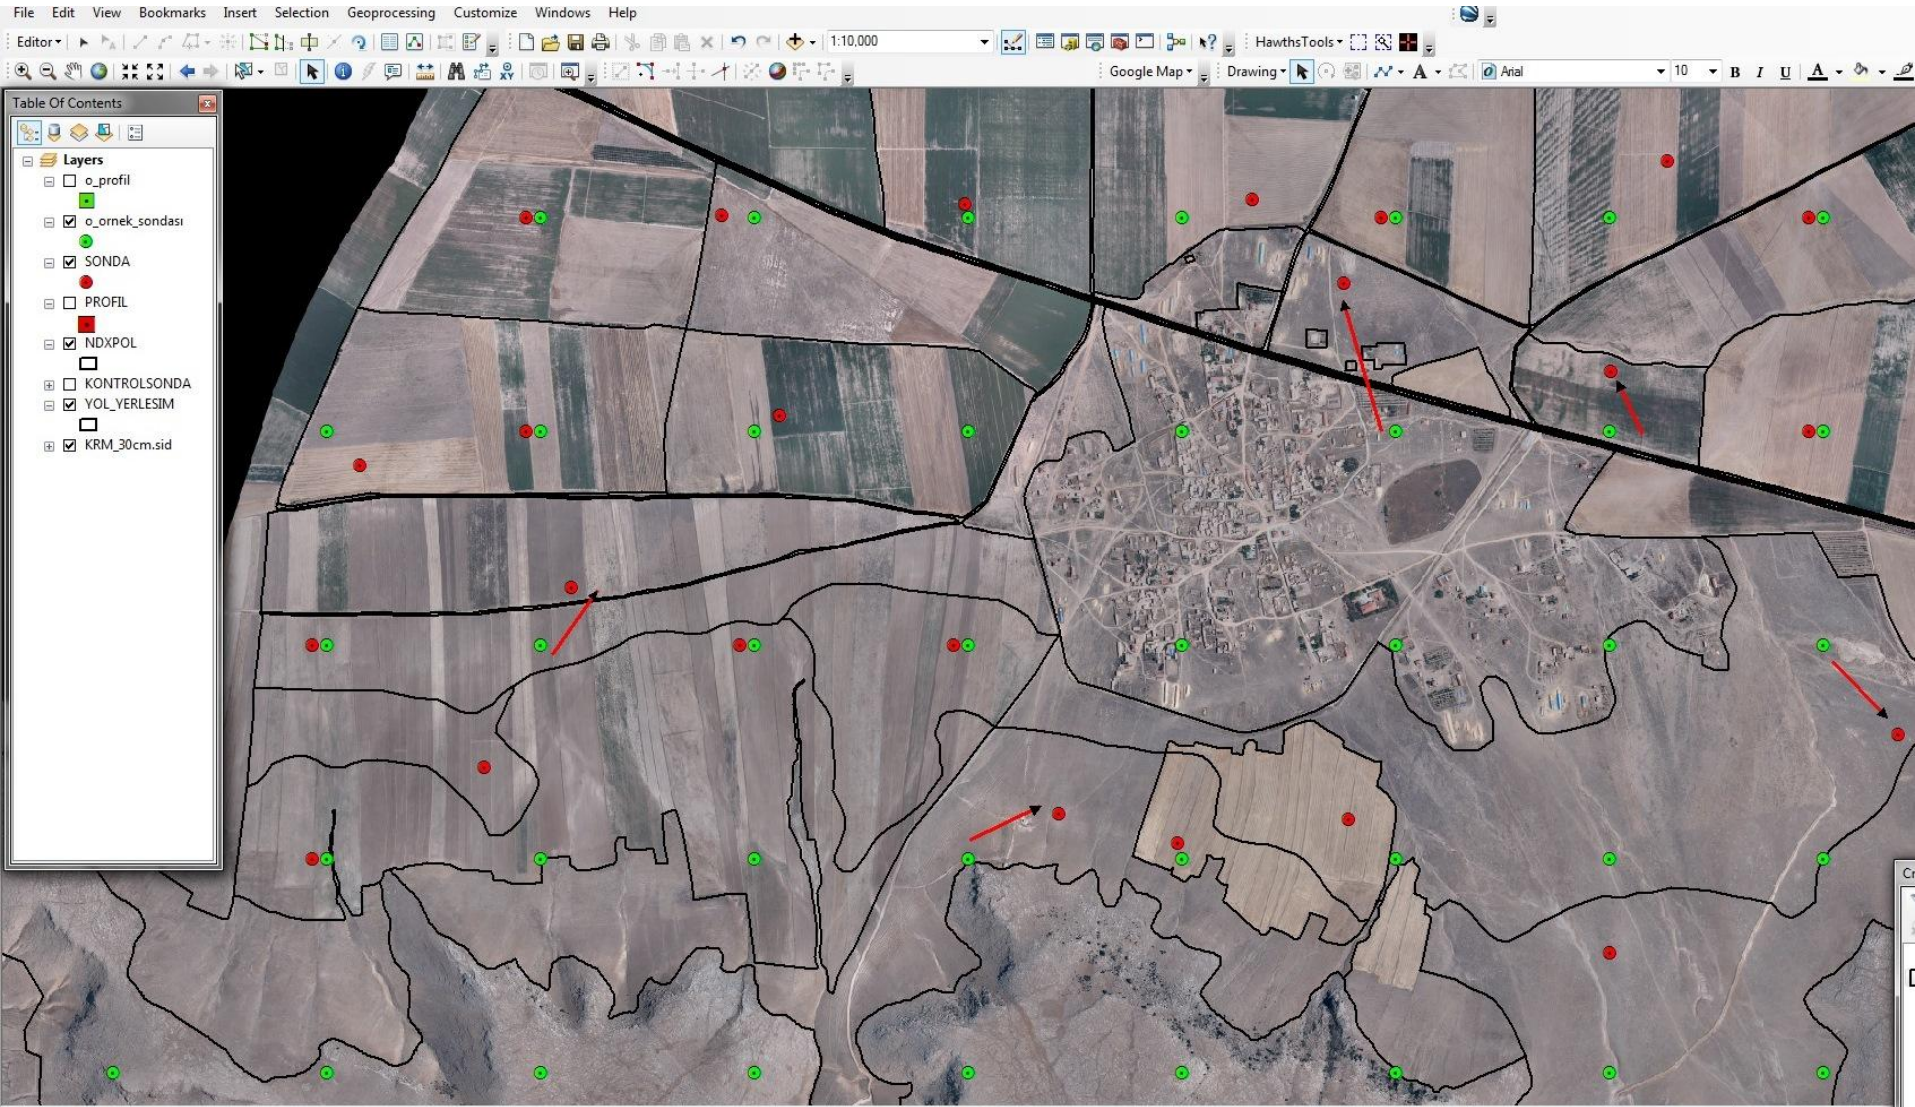 File Edit View Bookmarks Insert Selection Geoprocessing Customize Windows Help
Editor 1:10,000 HawthsTools
Google Map Drawing A Arial 10 B I U A
Table Of Contents
Layers
o_profil
o_ornek_sondası
SONDA
PROFIL
NDXPOL
KONTROLSONDA
YOL_YERLESIM
KRM_30cm.sid
Cr